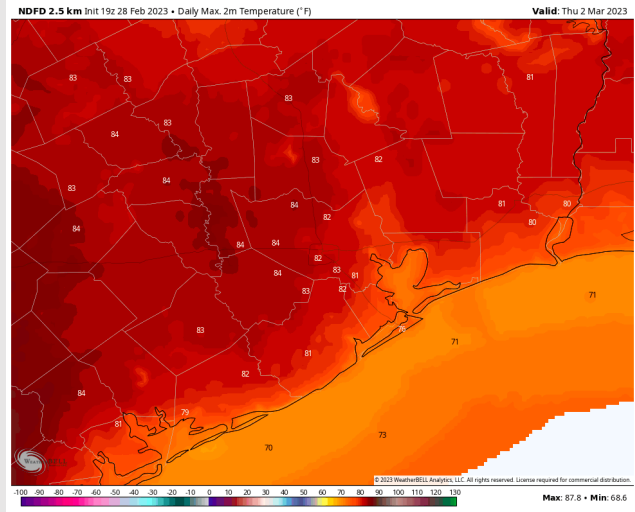 NDFD 2.5 km Init 19z 28 Feb 2023 • Daily Max. 2m Temperature (°F)
Valid: Thu 2 Mar 2023
73 83 81
83
83
84
83 82
84
73
84 81 80
84 82 80
84 84
82
84 83 81
83 82
71
83 76
71
81
82
84
79
81
73
70
© 2023 WeatherBELL Analytics, LLC. All rights reserved. License required for commercial distribution.
-100 -90 -80 -70 -60 -50 -40 -30 -20 -10 0 10 20 30 40 50 60 70 80 90 100 110 120 130
Max: 87.8 • Min: 68.6